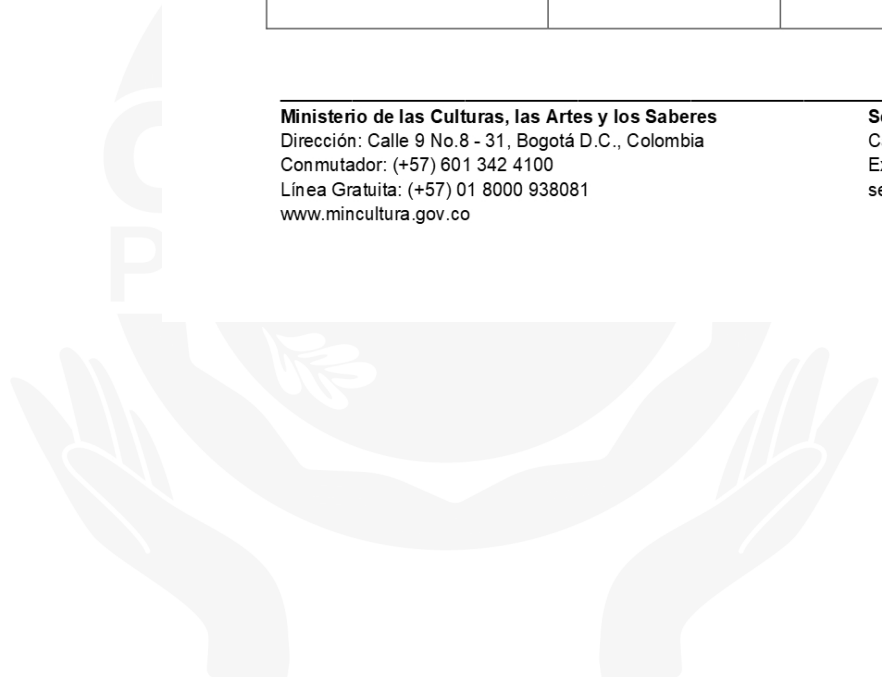 Ministerio de las Culturas, las Artes y los Saberes
Dirección: Calle 9 No.8 - 31, Bogotá D.C., Colombia
Conmutador: (+57) 601 342 4100
Línea Gratuita: (+57) 01 8000 938081
www.mincultura.gov.co